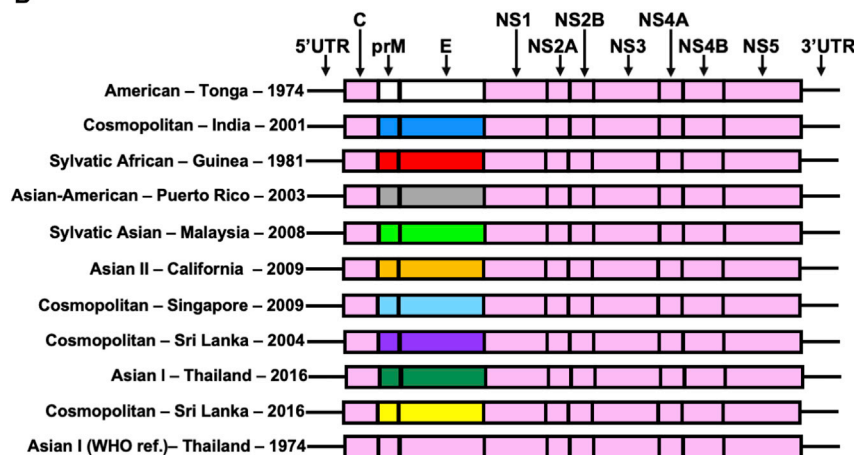 C NS1 NS2B NS4A
5'UTR prM E NS2A NS3 NS4B NS5 3'UTR
American – Tonga – 1974
Cosmopolitan – India – 2001
Sylvatic African – Guinea – 1981
Asian-American – Puerto Rico – 2003
Sylvatic Asian – Malaysia – 2008
Asian II – California – 2009
Cosmopolitan – Singapore – 2009
Cosmopolitan – Sri Lanka – 2004
Asian I – Thailand – 2016
Cosmopolitan – Sri Lanka – 2016
Asian I (WHO ref.)– Thailand – 1974